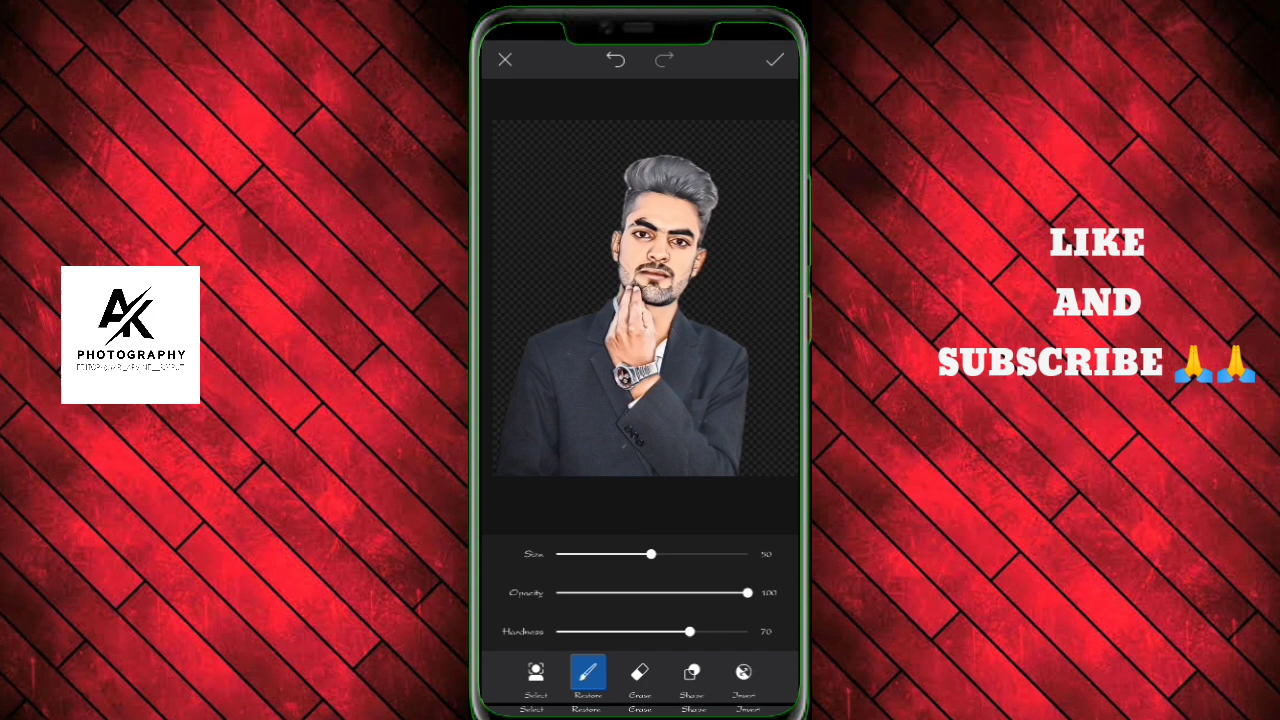 AK
PHOTOGRAPHY
LIKE
AND
SUBSCRIBE 🙏🙏
Size 50
Opacity 100
Hardness 70
Select Restore Erase Shape Invert
Select Restore Erase Shape Invert